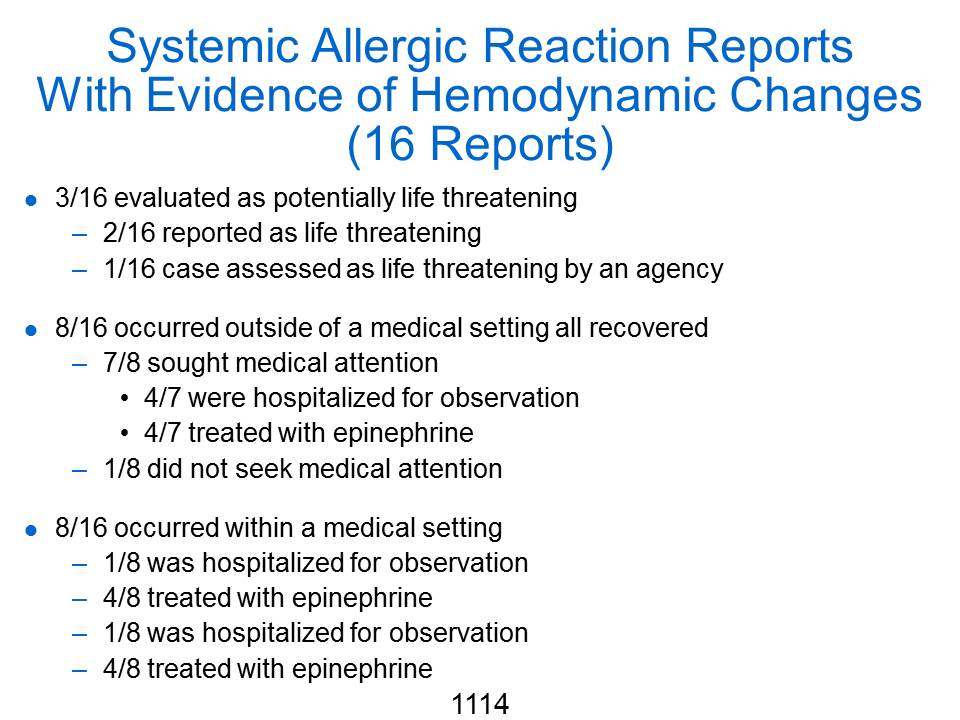 Systemic Allergic Reaction Reports
With Evidence of Hemodynamic Changes
(16 Reports)
● 3/16 evaluated as potentially life threatening
– 2/16 reported as life threatening
– 1/16 case assessed as life threatening by an agency
● 8/16 occurred outside of a medical setting all recovered
– 7/8 sought medical attention
• 4/7 were hospitalized for observation
• 4/7 treated with epinephrine
– 1/8 did not seek medical attention
● 8/16 occurred within a medical setting
– 1/8 was hospitalized for observation
– 4/8 treated with epinephrine
– 1/8 was hospitalized for observation
– 4/8 treated with epinephrine
1114